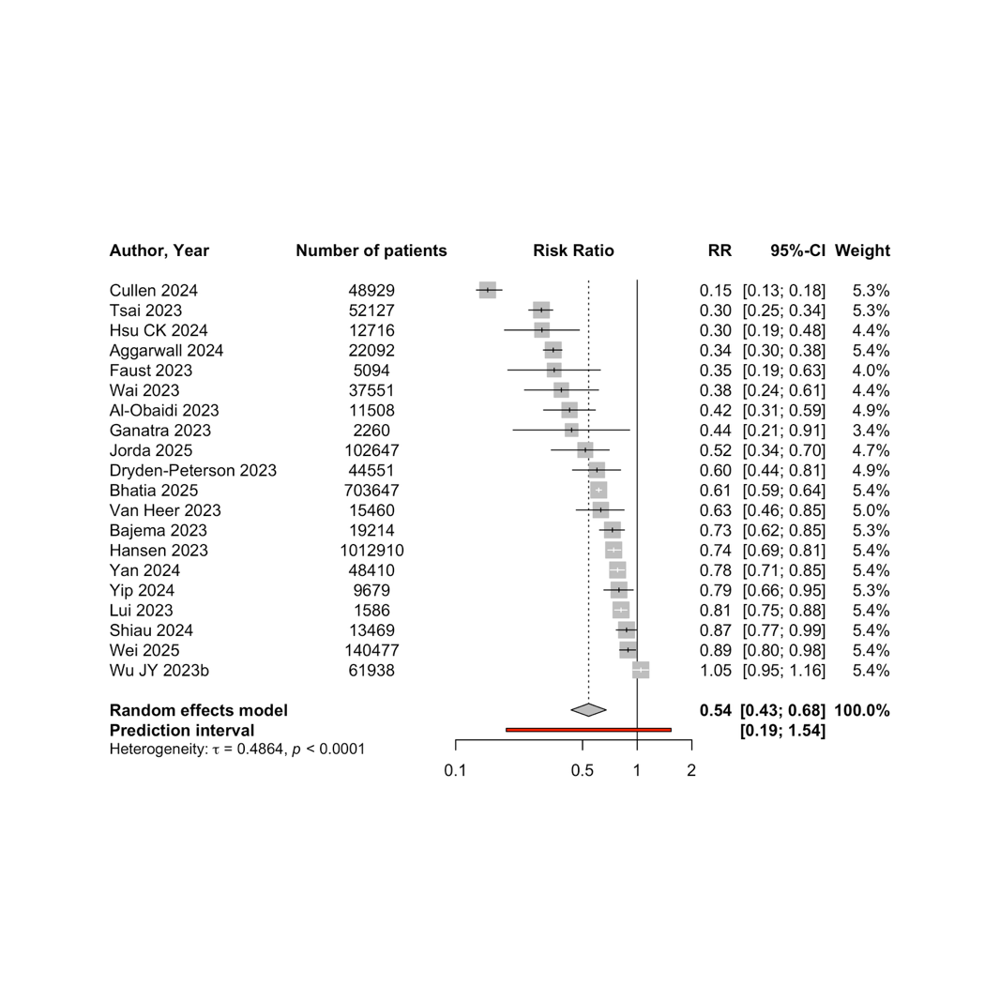 Author, Year Number of patients Risk Ratio RR 95%-CI Weight
Cullen 2024 48929 0.15 [0.13; 0.18] 5.3%
Tsai 2023 52127 0.30 [0.25; 0.34] 5.3%
Hsu CK 2024 12716 0.30 [0.19; 0.48] 4.4%
Aggarwall 2024 22092 0.34 [0.30; 0.38] 5.4%
Faust 2023 5094 0.35 [0.19; 0.63] 4.0%
Wai 2023 37551 0.38 [0.24; 0.61] 4.4%
Al-Obaidi 2023 11508 0.42 [0.31; 0.59] 4.9%
Ganatra 2023 2260 0.44 [0.21; 0.91] 3.4%
Jorda 2025 102647 0.52 [0.34; 0.70] 4.7%
Dryden-Peterson 2023 44551 0.60 [0.44; 0.81] 4.9%
Bhatia 2025 703647 0.61 [0.59; 0.64] 5.4%
Van Heer 2023 15460 0.63 [0.46; 0.85] 5.0%
Bajema 2023 19214 0.73 [0.62; 0.85] 5.3%
Hansen 2023 1012910 0.74 [0.69; 0.81] 5.4%
Yan 2024 48410 0.78 [0.71; 0.85] 5.4%
Yip 2024 9679 0.79 [0.66; 0.95] 5.3%
Lui 2023 1586 0.81 [0.75; 0.88] 5.4%
Shiau 2024 13469 0.87 [0.77; 0.99] 5.4%
Wei 2025 140477 0.89 [0.80; 0.98] 5.4%
Wu JY 2023b 61938 1.05 [0.95; 1.16] 5.4%
Random effects model 0.54 [0.43; 0.68] 100.0%
Prediction interval [0.19; 1.54]
Heterogeneity: τ = 0.4864, p < 0.0001
0.1 0.5 1 2